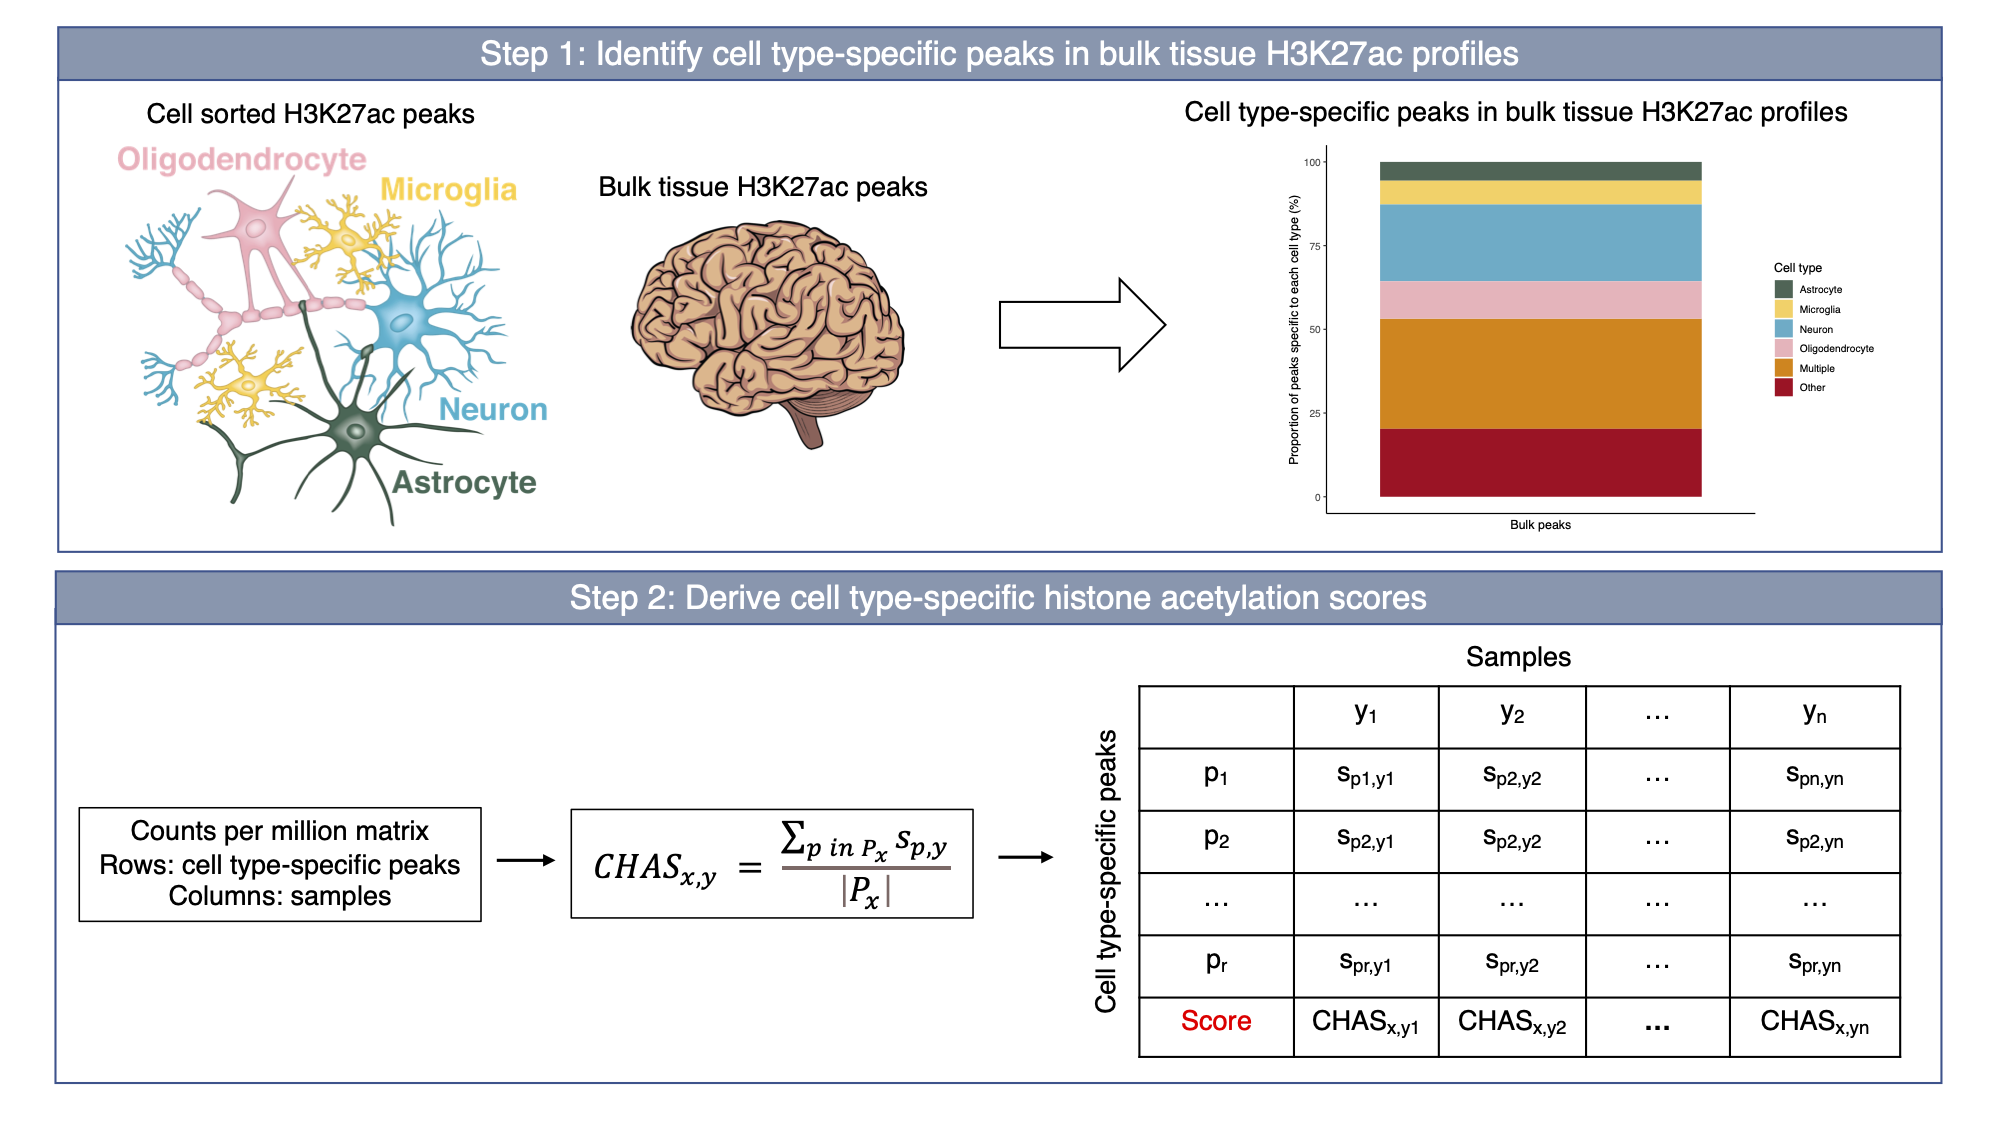 Step 1: Identify cell type-specific peaks in bulk tissue H3K27ac profiles
Cell sorted H3K27ac peaks
Oligodendrocyte
Microglia
Neuron
Astrocyte
Bulk tissue H3K27ac peaks
Cell type-specific peaks in bulk tissue H3K27ac profiles
Proportion of peaks specific to each cell type (%)
100
75
50
25
0
Bulk peaks
Cell type
Astrocyte
Microglia
Neuron
Oligodendrocyte
Multiple
Other
Step 2: Derive cell type-specific histone acetylation scores
Counts per million matrix
Rows: cell type-specific peaks
Columns: samples
CHAS_{x,y} = \frac{∑_{p in P_x} s_{p,y}}{|P_x|}
Samples
Cell type-specific peaks
y₁ y₂ … yₙ
p₁ s_{p1,y1} s_{p2,y2} … s_{pn,yn}
p₂ s_{p2,y1} s_{p2,y2} … s_{p2,yn}
… … … … …
p_r s_{pr,y1} s_{pr,y2} … s_{pr,yn}
Score CHAS_{x,y1} CHAS_{x,y2} … CHAS_{x,yn}